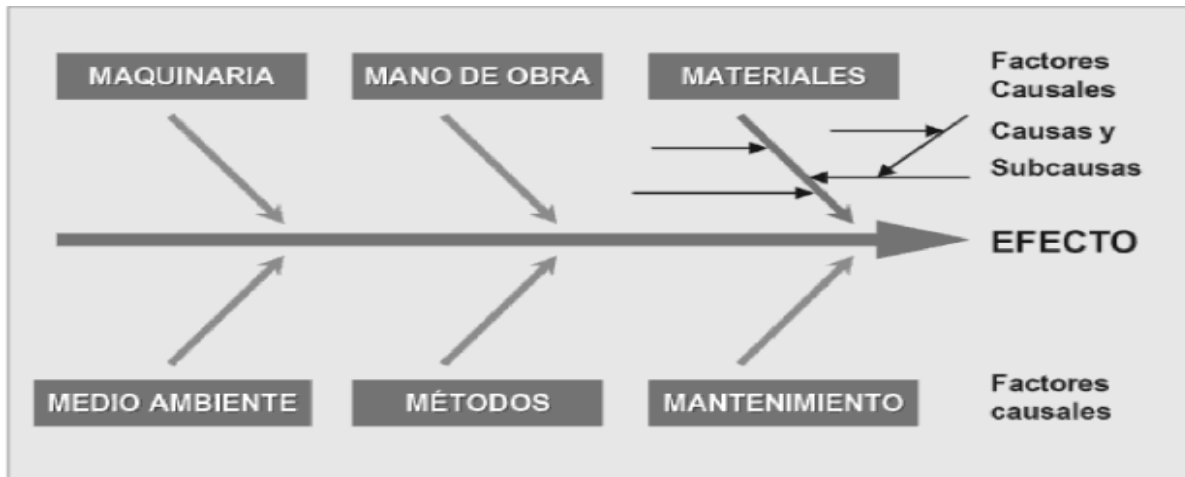 MAQUINARIA
MANO DE OBRA
MATERIALES
Factores
Causales
Causas y
Subcausas
EFECTO
MEDIO AMBIENTE
MÉTODOS
MANTENIMIENTO
Factores
causales